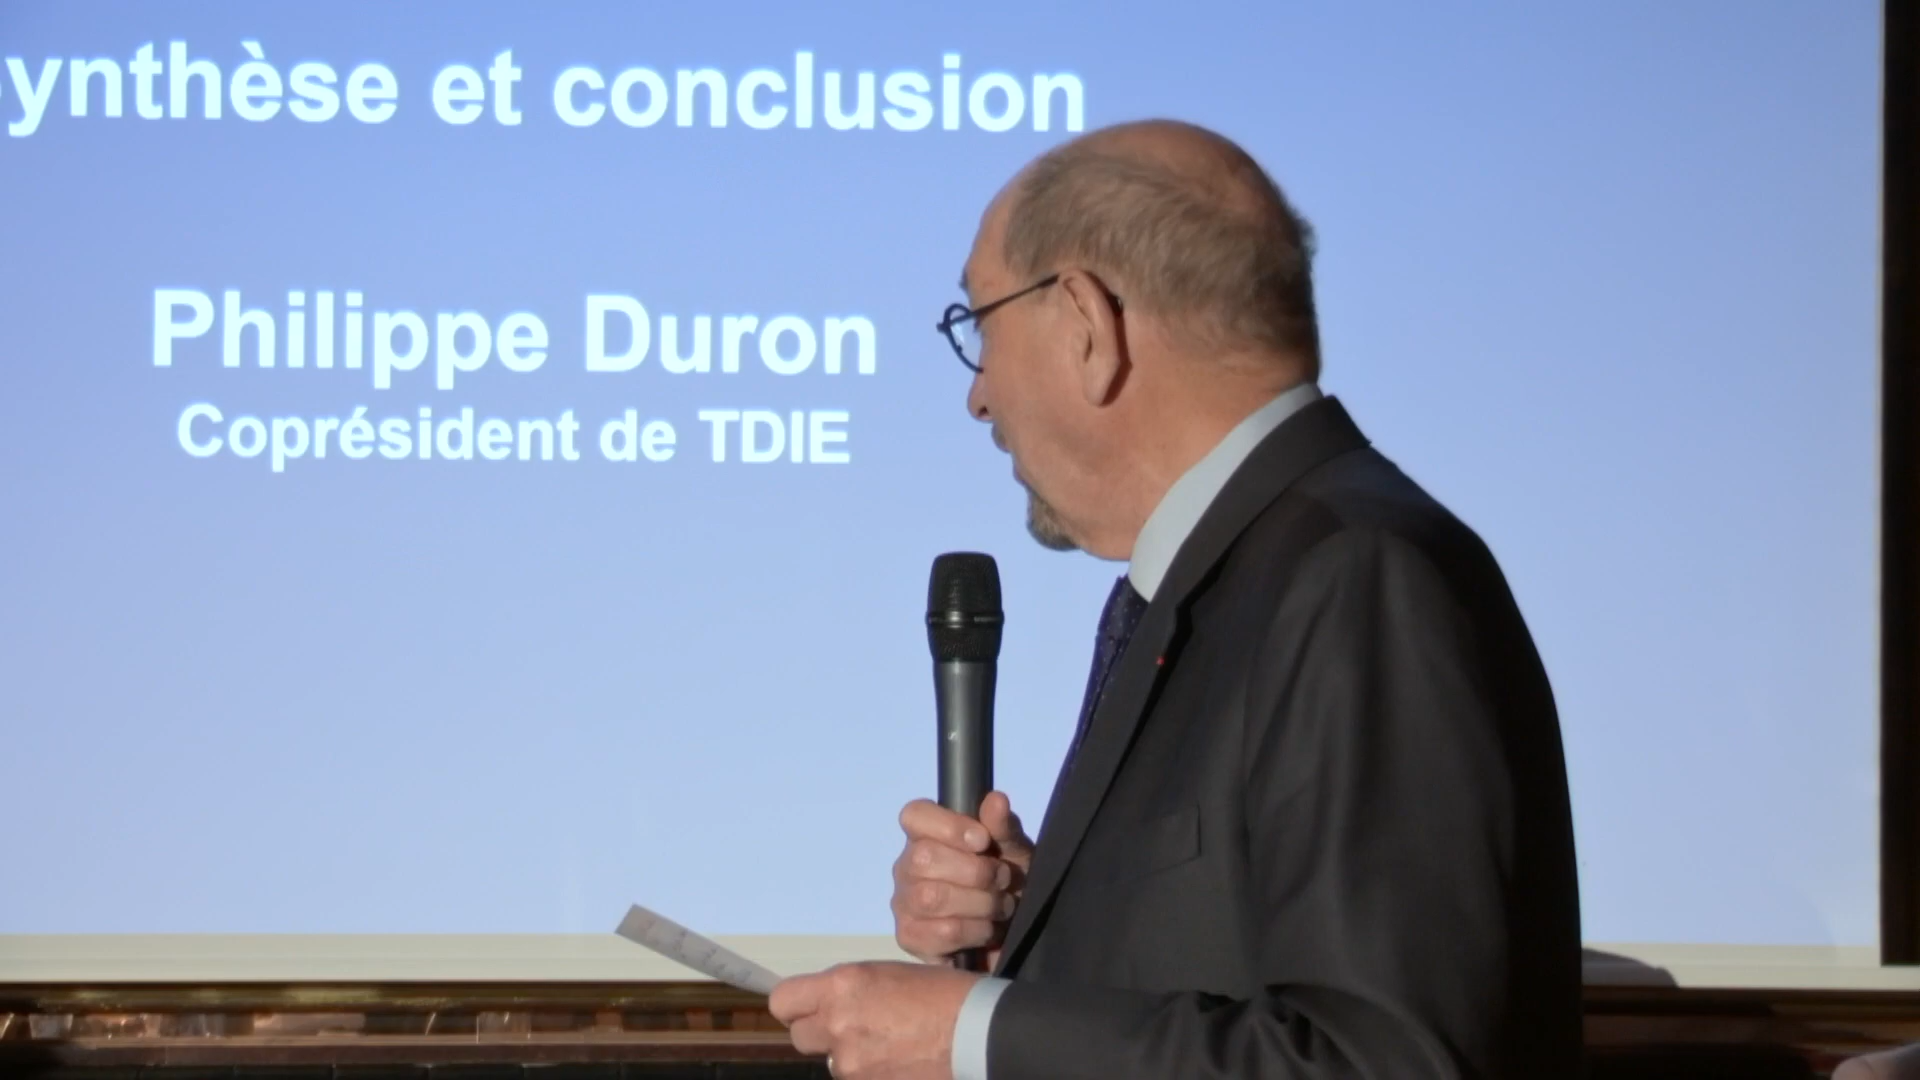 ynthèse et conclusion
Philippe Duron
Coprésident de TDIE